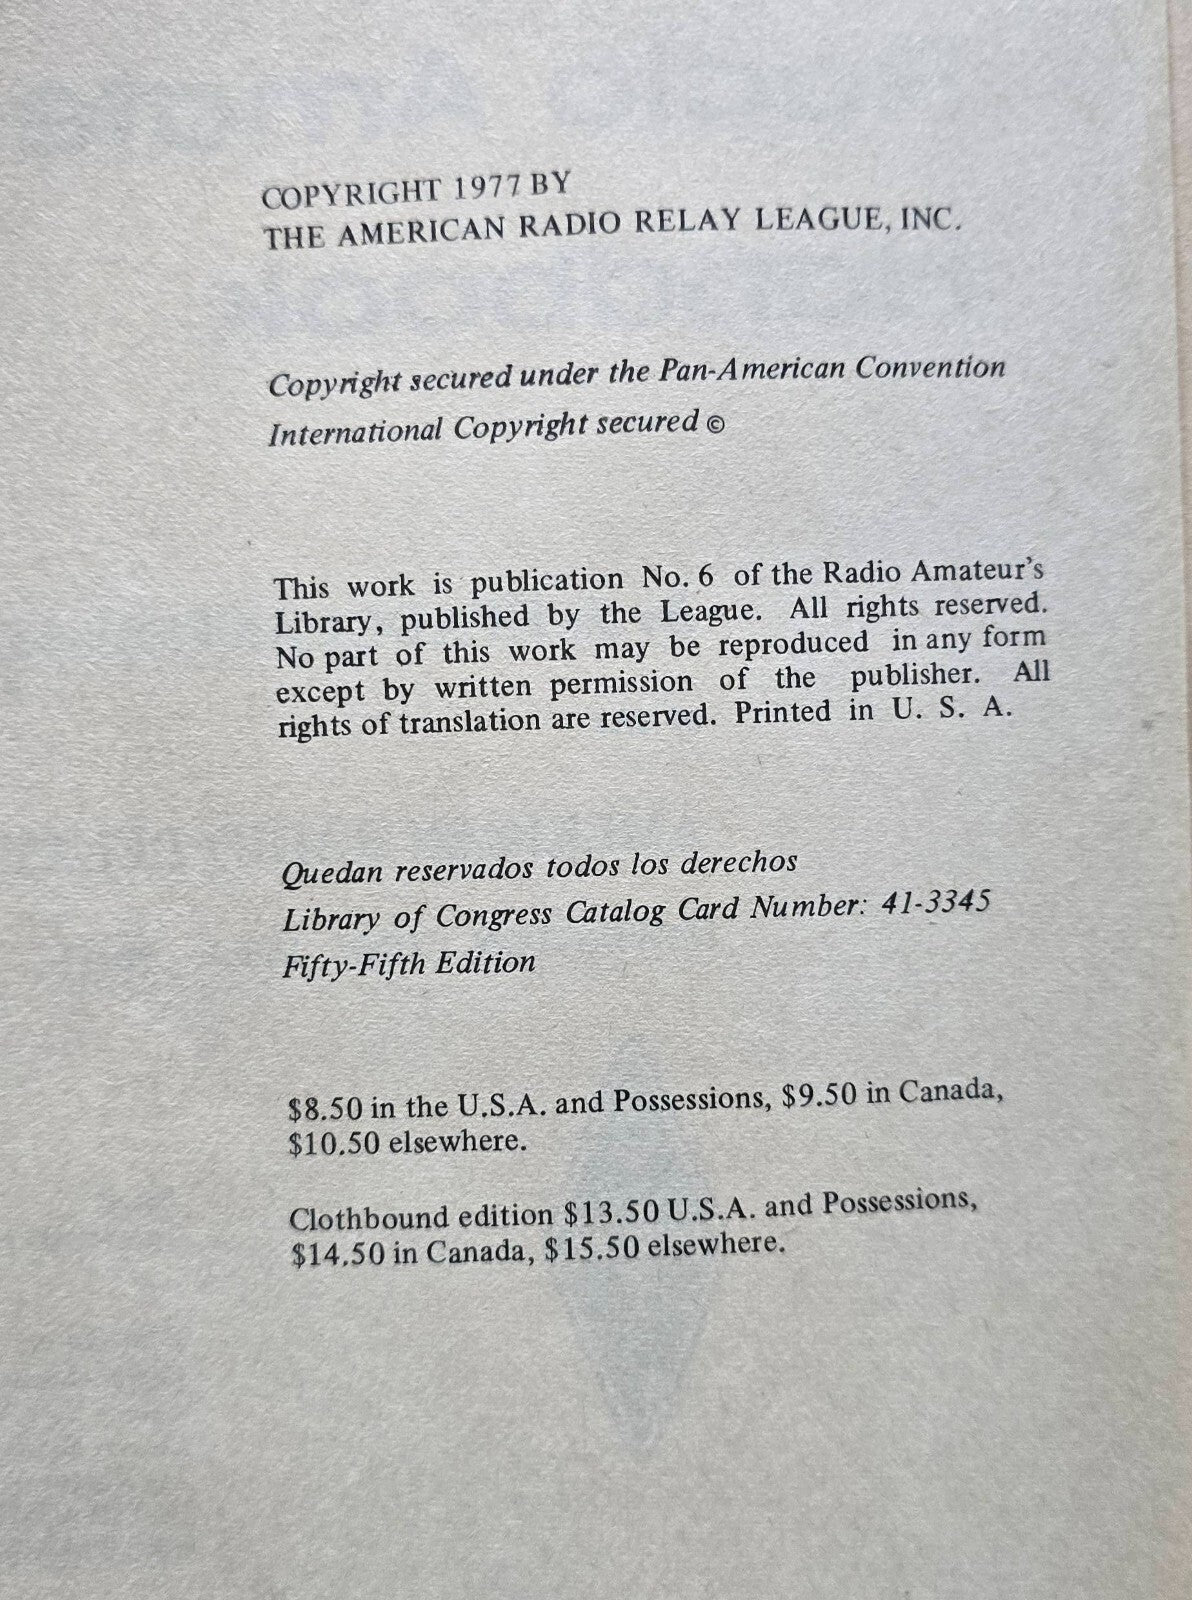 COPYRIGHT 1977 BY
THE AMERICAN RADIO RELAY LEAGUE, INC.
Copyright secured under the Pan-American Convention
International Copyright secured ©
This work is publication No. 6 of the Radio Amateur's
Library, published by the League. All rights reserved.
No part of this work may be reproduced in any form
except by written permission of the publisher. All
rights of translation are reserved. Printed in U. S. A.
Quedan reservados todos los derechos
Library of Congress Catalog Card Number: 41-3345
Fifty-Fifth Edition
$8.50 in the U.S.A. and Possessions, $9.50 in Canada,
$10.50 elsewhere.
Clothbound edition $13.50 U.S.A. and Possessions,
$14.50 in Canada, $15.50 elsewhere.